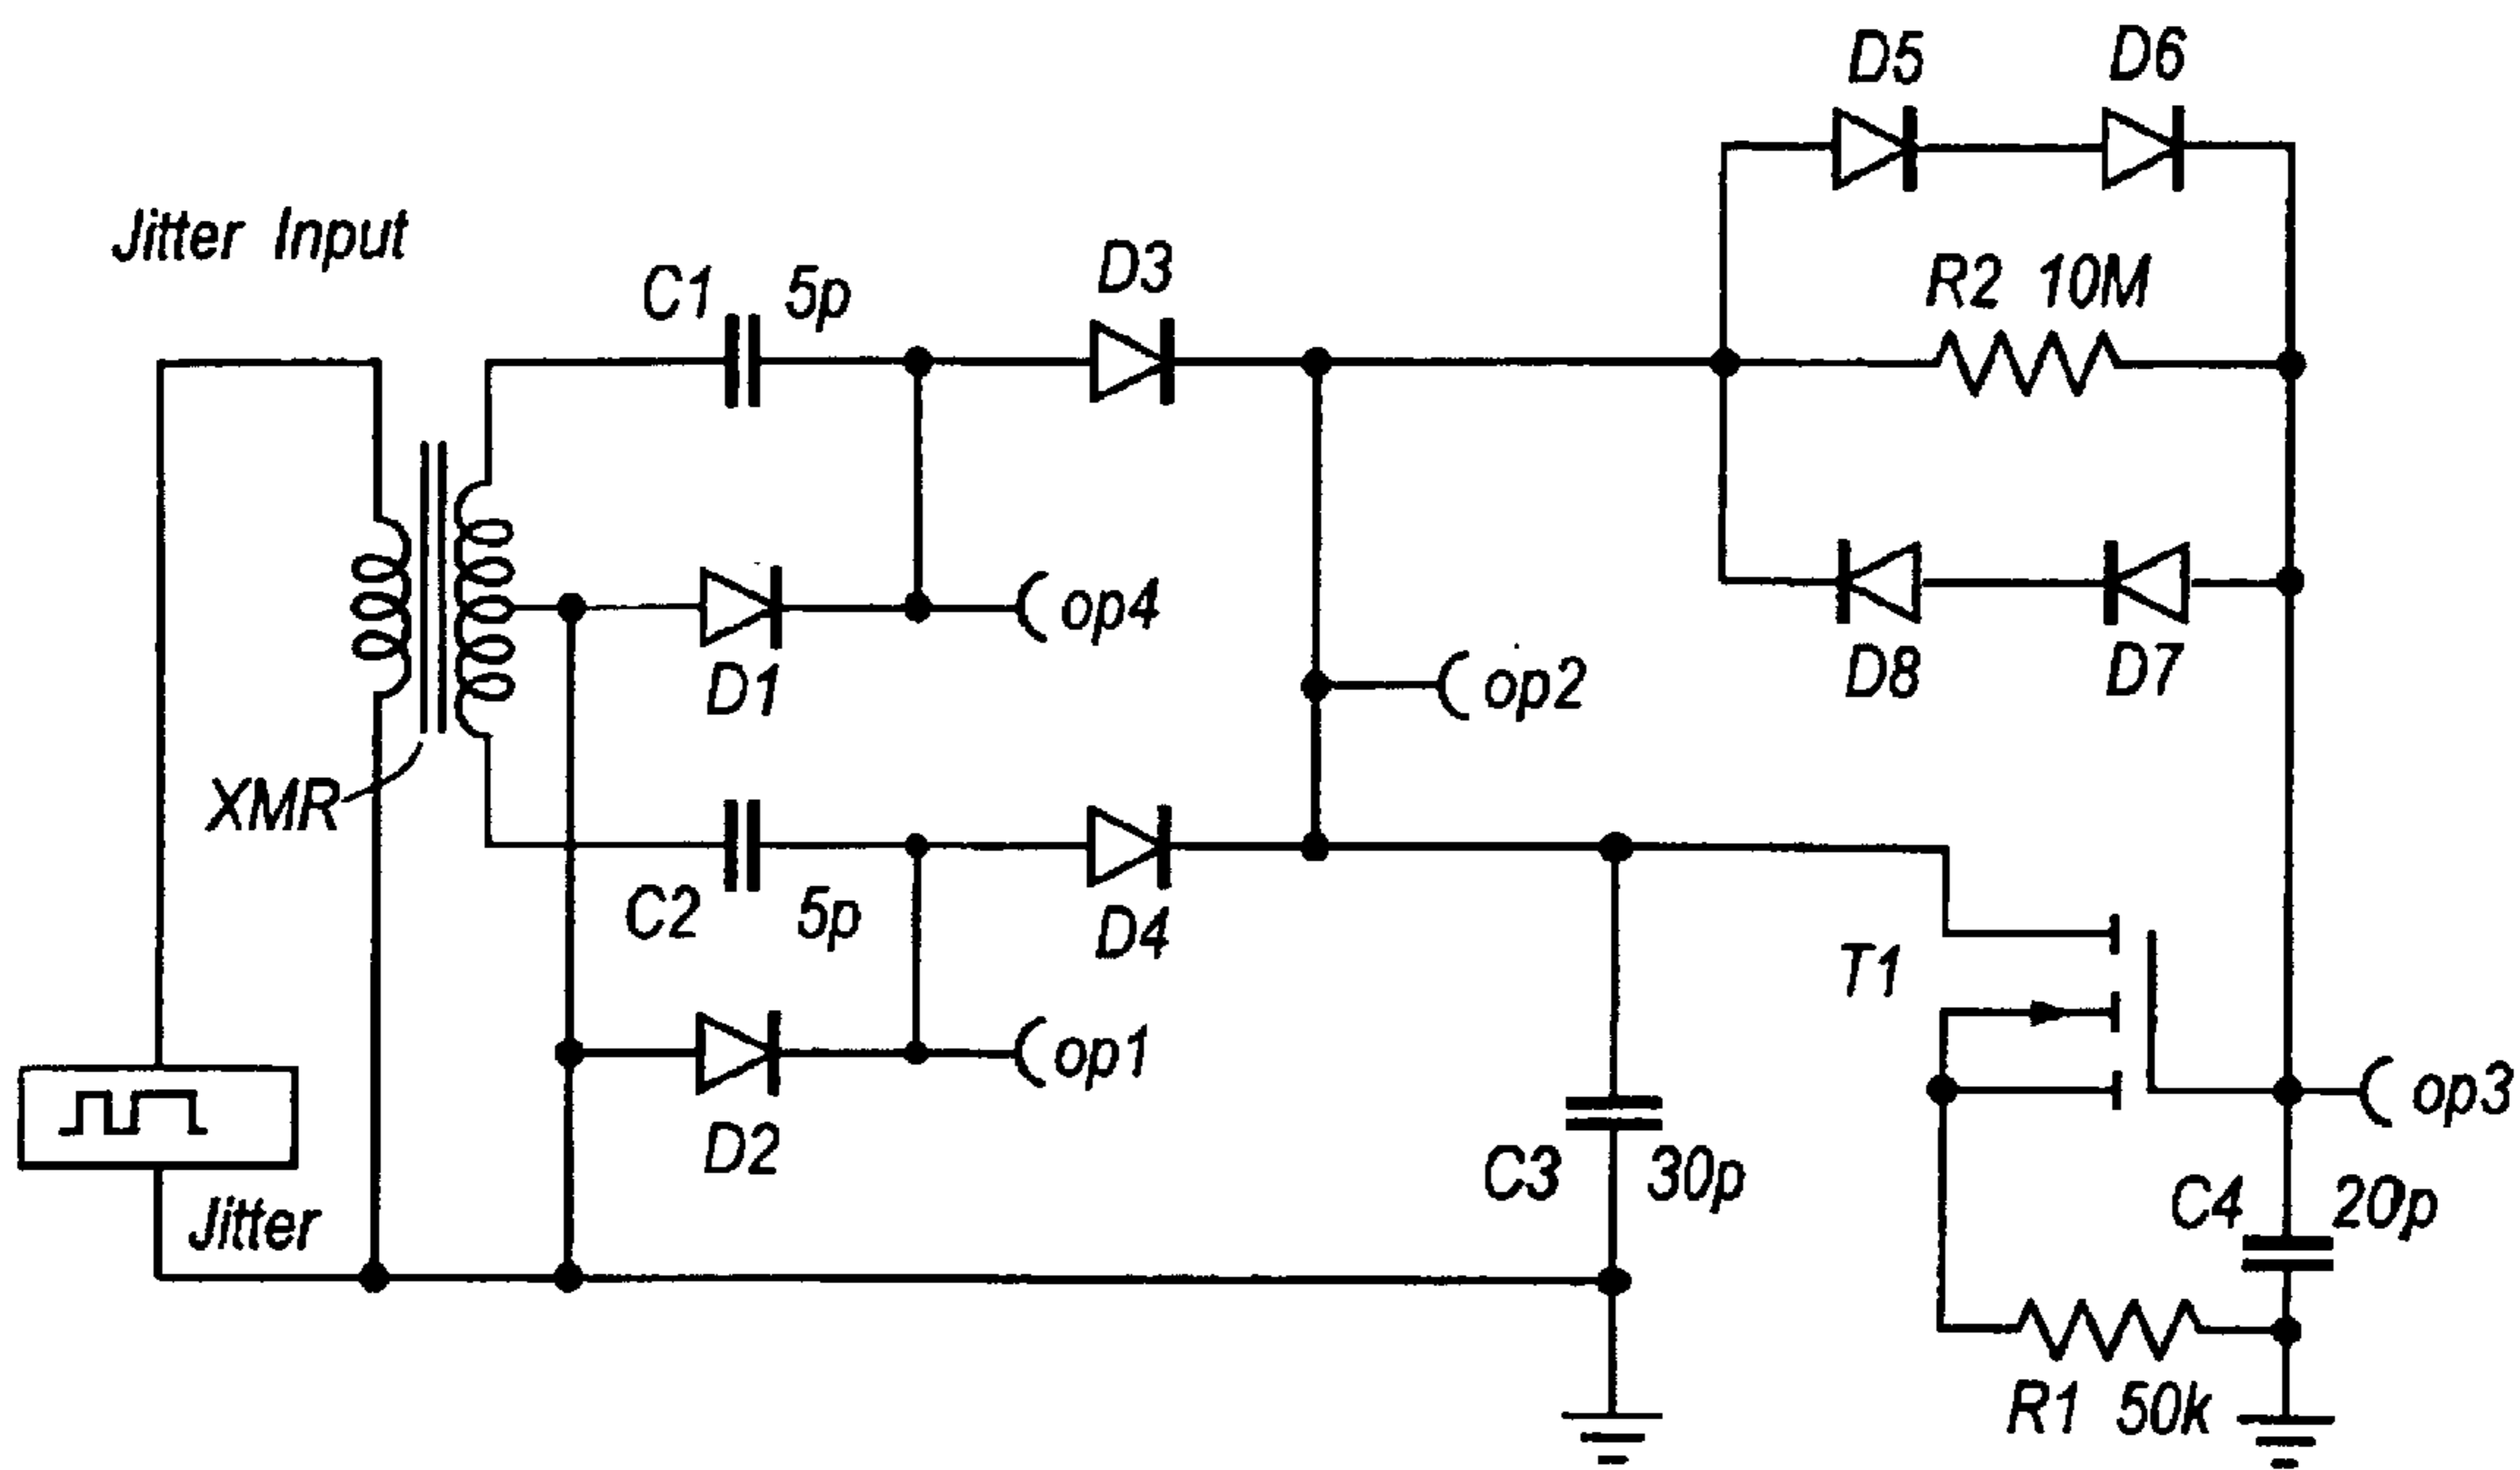 D5 D6
Jitter Input
C1 5p
D3
R2 10M
op4
D1
op2
D8 D7
XMR
C2 5p
D4
T1
op1
D2
op3
Jitter
C3 30p
C4 20p
R1 50k